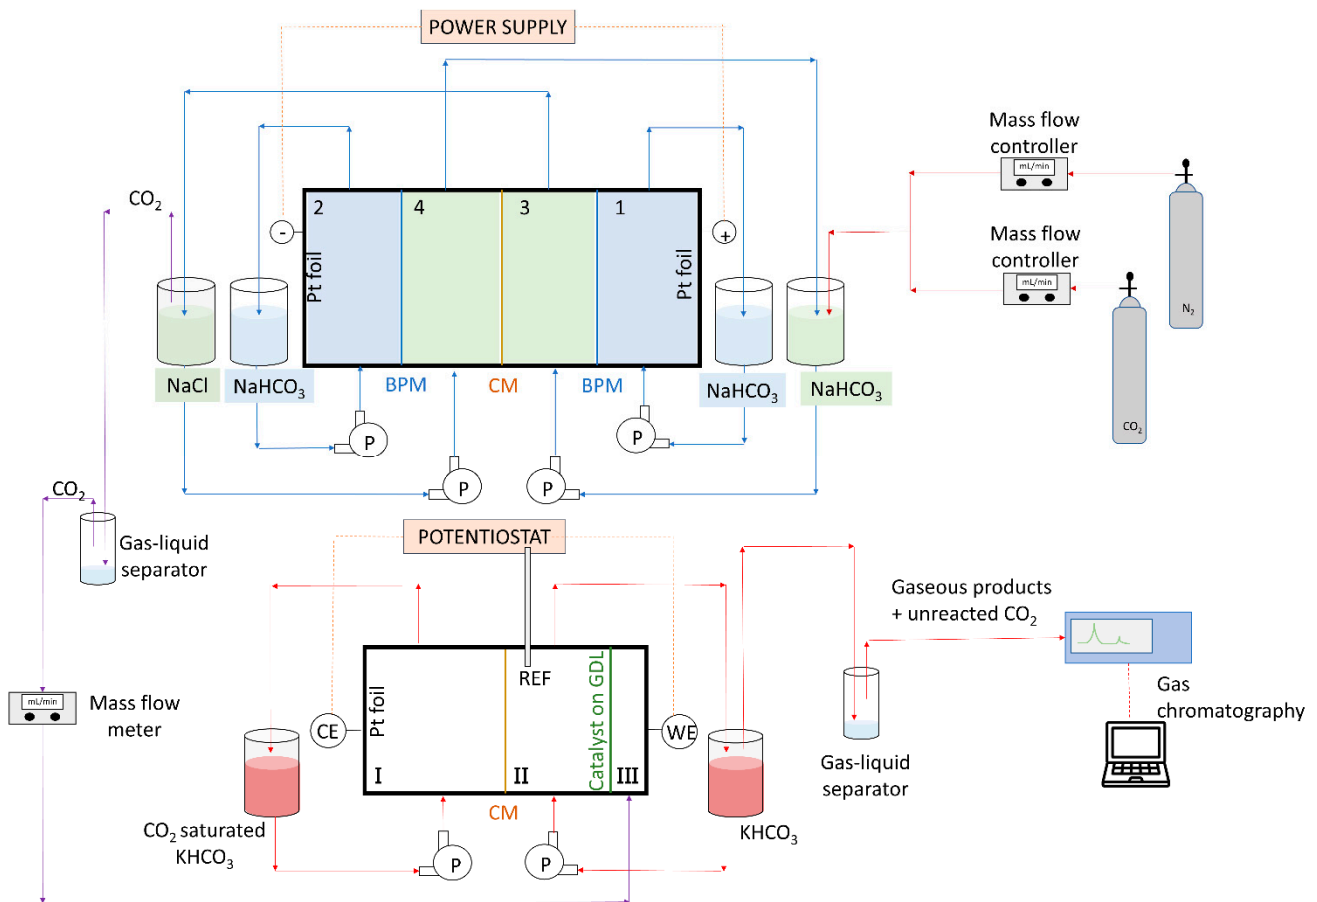 POWER SUPPLY
Mass flow
controller
mL/min
CO₂
2
4
3
1
-
+
Pt foil
Pt foil
Mass flow
controller
mL/min
N₂
CO₂
NaCl
NaHCO₃
BPM
CM
BPM
NaHCO₃
NaHCO₃
P
P
P
P
CO₂
Gas-liquid
separator
POTENTIOSTAT
Gaseous products
+ unreacted CO₂
REF
Pt foil
Catalyst on GDL
CE
WE
I
II
III
mL/min
Mass flow
meter
Gas
chromatography
Gas-liquid
separator
CM
CO₂ saturated
KHCO₃
KHCO₃
P
P